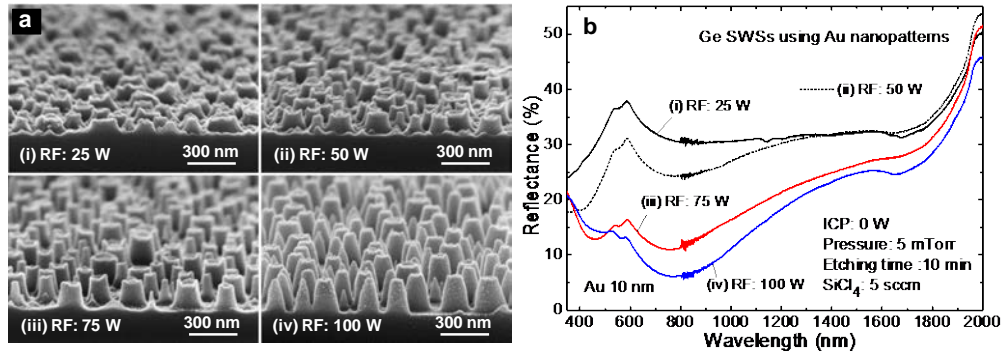 a
(i) RF: 25 W
300 nm
(ii) RF: 50 W
300 nm
(iii) RF: 75 W
300 nm
(iv) RF: 100 W
300 nm
b
Ge SWSs using Au nanopatterns
(i) RF: 25 W
(ii) RF: 50 W
(iii) RF: 75 W
(iv) RF: 100 W
Au 10 nm
ICP: 0 W
Pressure: 5 mTorr
Etching time :10 min
SiCl4: 5 sccm
Reflectance (%)
50
40
30
20
10
0
400 600 800 1000 1200 1400 1600 1800 2000
Wavelength (nm)